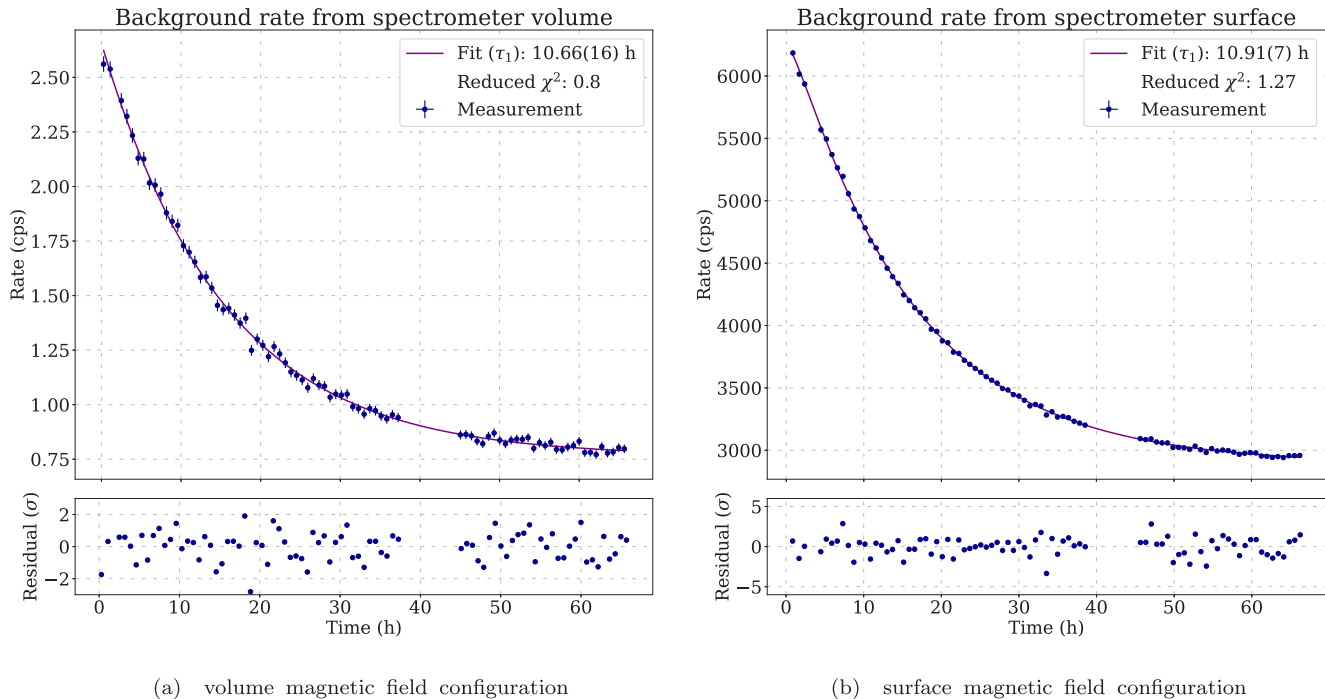 Background rate from spectrometer volume
Fit (τ₁): 10.66(16) h
Reduced χ²: 0.8
Measurement
Rate (cps)
2.50
2.25
2.00
1.75
1.50
1.25
1.00
0.75
Residual (σ)
2
0
−2
0 10 20 30 40 50 60
Time (h)
(a) volume magnetic field configuration
Background rate from spectrometer surface
Fit (τ₁): 10.91(7) h
Reduced χ²: 1.27
Measurement
Rate (cps)
6000
5500
5000
4500
4000
3500
3000
Residual (σ)
5
0
−5
0 10 20 30 40 50 60
Time (h)
(b) surface magnetic field configuration